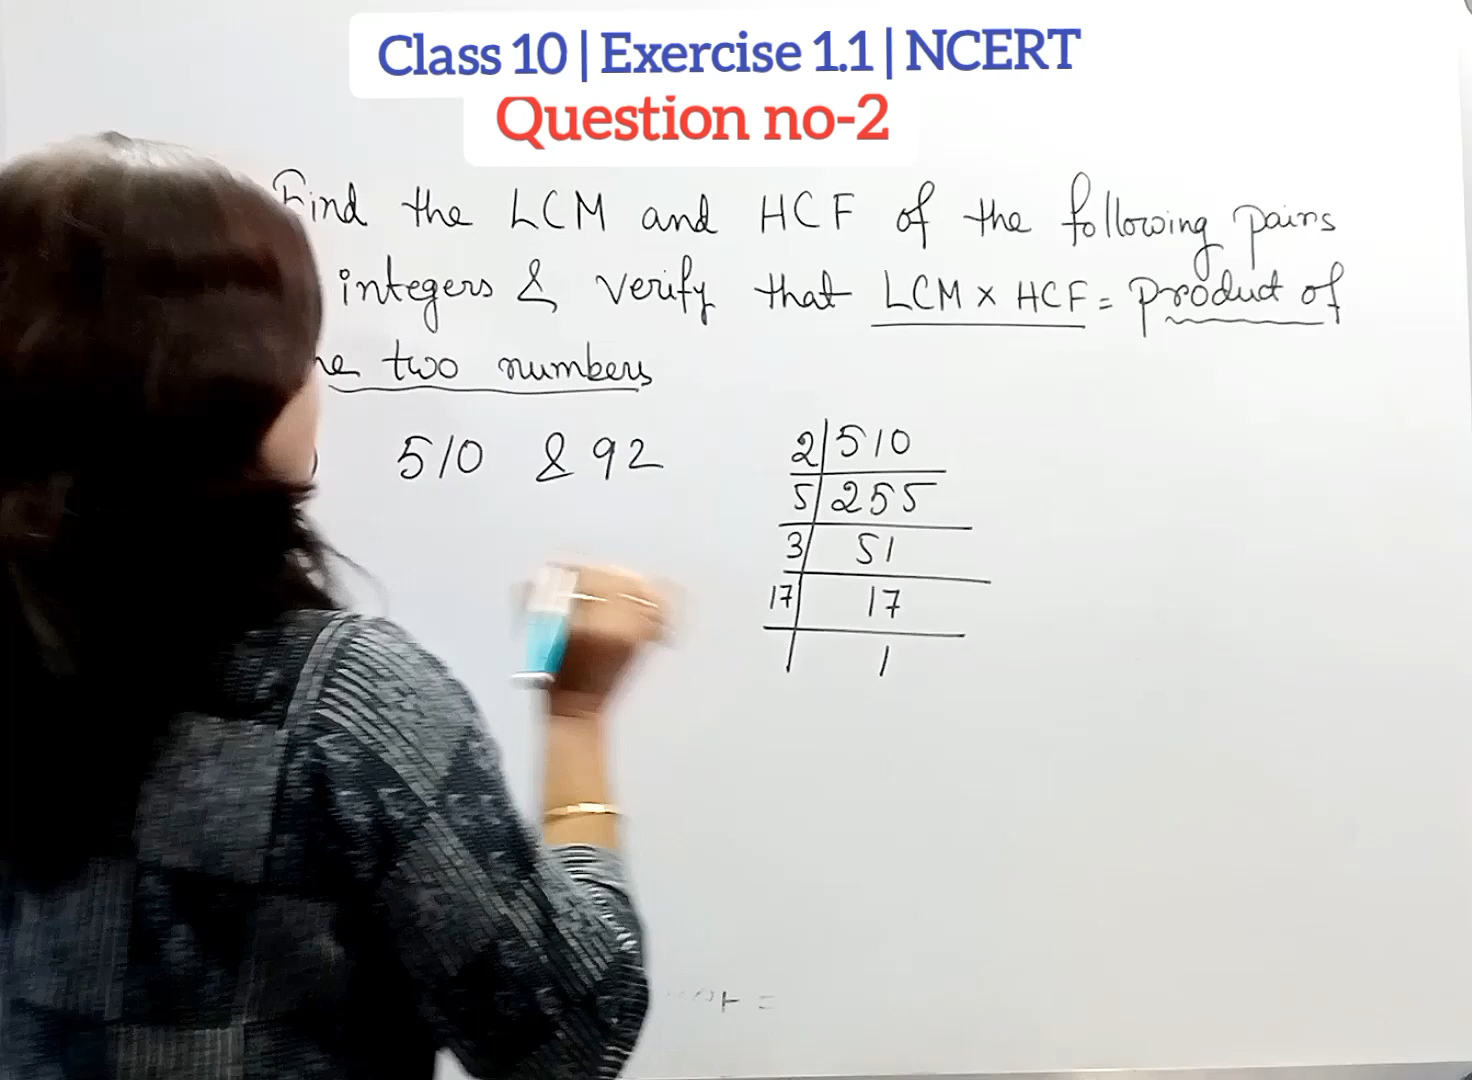 Class 10 | Exercise 1.1 | NCERT
Question no-2
Find the LCM and HCF of the following pairs
integers & verify that LCM x HCF = product of
he two numbers
) 510 & 92
2 510
5 255
3 51
17 17
1
=